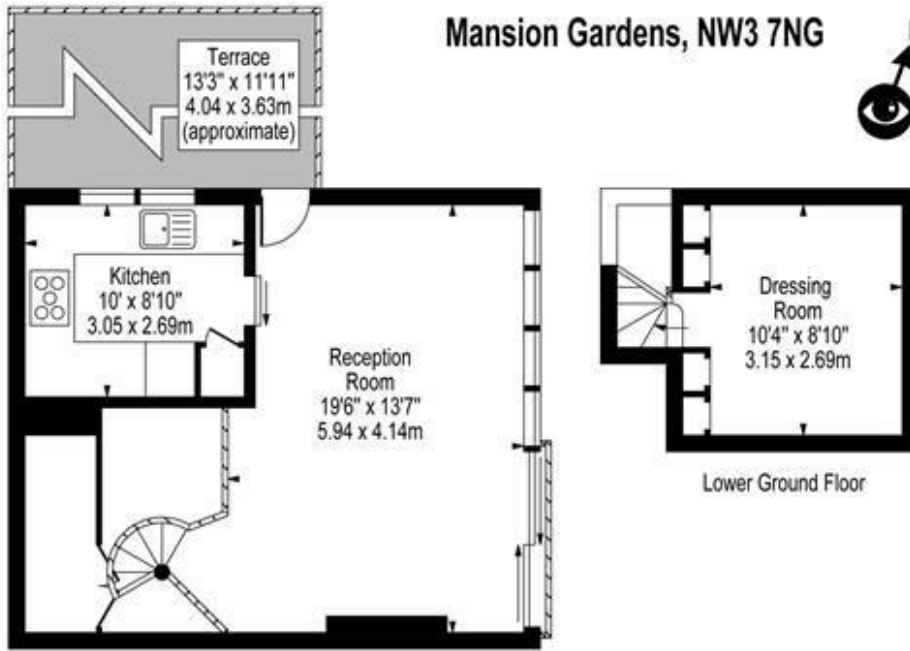 Mansion Gardens, NW3 7NG
Terrace
13'3" x 11'11"
4.04 x 3.63m
(approximate)
Kitchen
10' x 8'10"
3.05 x 2.69m
Reception
Room
19'6" x 13'7"
5.94 x 4.14m
Dressing
Room
10'4" x 8'10"
3.15 x 2.69m
Lower Ground Floor